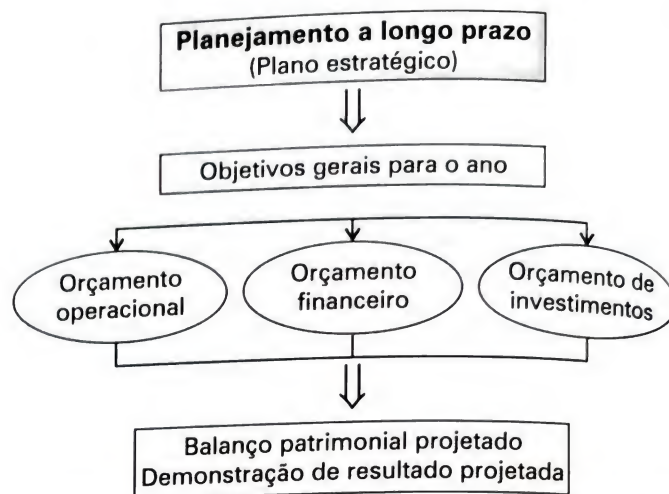 Planejamento a longo prazo
(Plano estratégico)
Objetivos gerais para o ano
Orçamento
operacional
Orçamento
financeiro
Orçamento de
investimentos
Balanço patrimonial projetado
Demonstração de resultado projetada